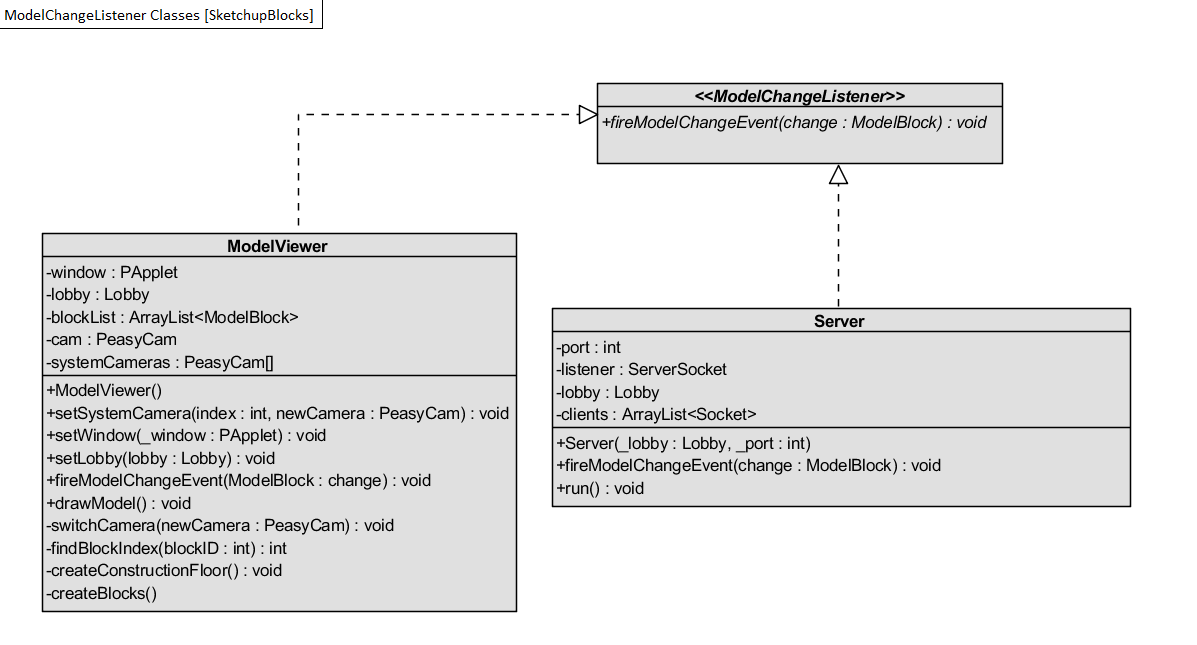 ModelChangeListener Classes [SketchupBlocks]
<<ModelChangeListener>>
+fireModelChangeEvent(change : ModelBlock) : void
ModelViewer
-window : PApplet
-lobby : Lobby
-blockList : ArrayList<ModelBlock>
-cam : PeasyCam
-systemCameras : PeasyCam[]
+ModelViewer()
+setSystemCamera(index : int, newCamera : PeasyCam) : void
+setWindow(_window : PApplet) : void
+setLobby(lobby : Lobby) : void
+fireModelChangeEvent(ModelBlock : change) : void
+drawModel() : void
-switchCamera(newCamera : PeasyCam) : void
-findBlockIndex(blockID : int) : int
-createConstructionFloor() : void
-createBlocks()
Server
-port : int
-listener : ServerSocket
-lobby : Lobby
-clients : ArrayList<Socket>
+Server(_lobby : Lobby, _port : int)
+fireModelChangeEvent(change : ModelBlock) : void
+run() : void